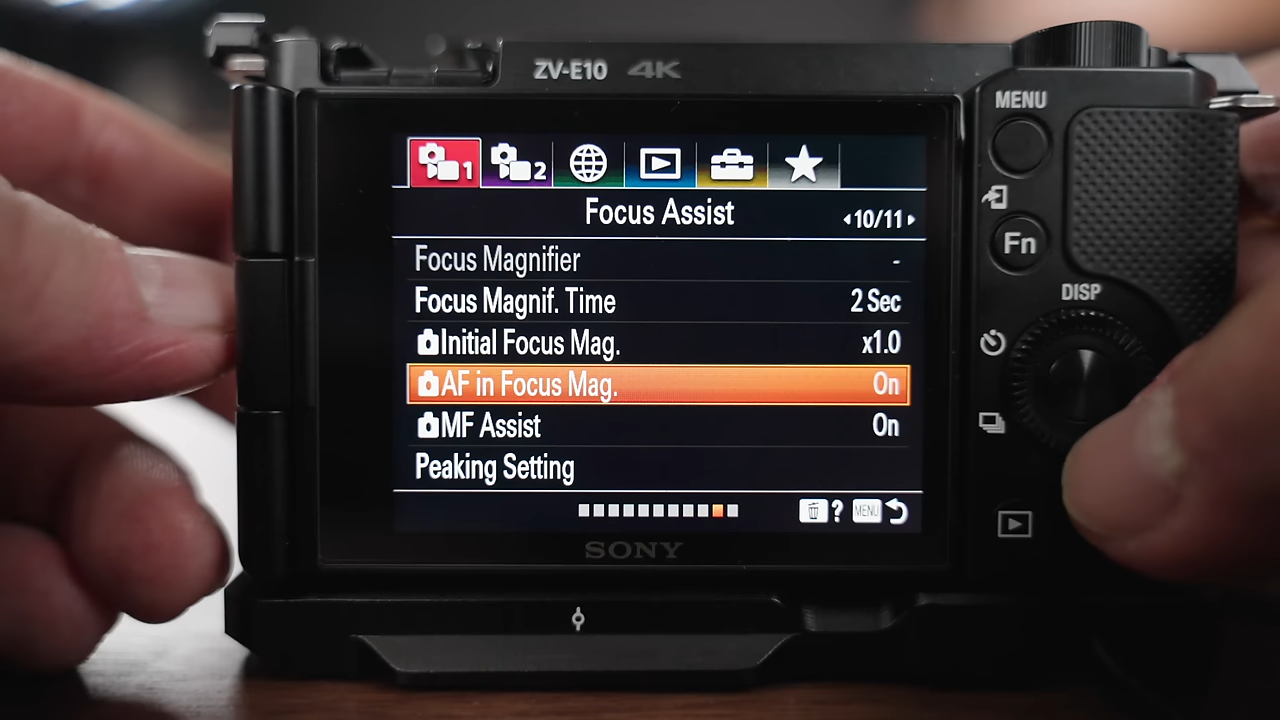 ZV-E10 4K
MENU
1
2
Focus Assist
10/11
Focus Magnifier -
Focus Magnif. Time 2 Sec
Initial Focus Mag. x1.0
AF in Focus Mag. On
MF Assist On
Peaking Setting
? MENU
SONY
Fn
DISP